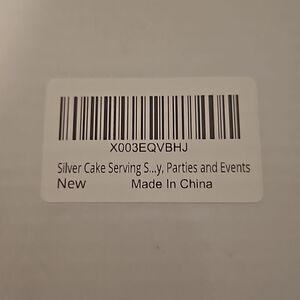 X003EQVBHJ
Silver Cake Serving S...y, Parties and Events
New Made In China